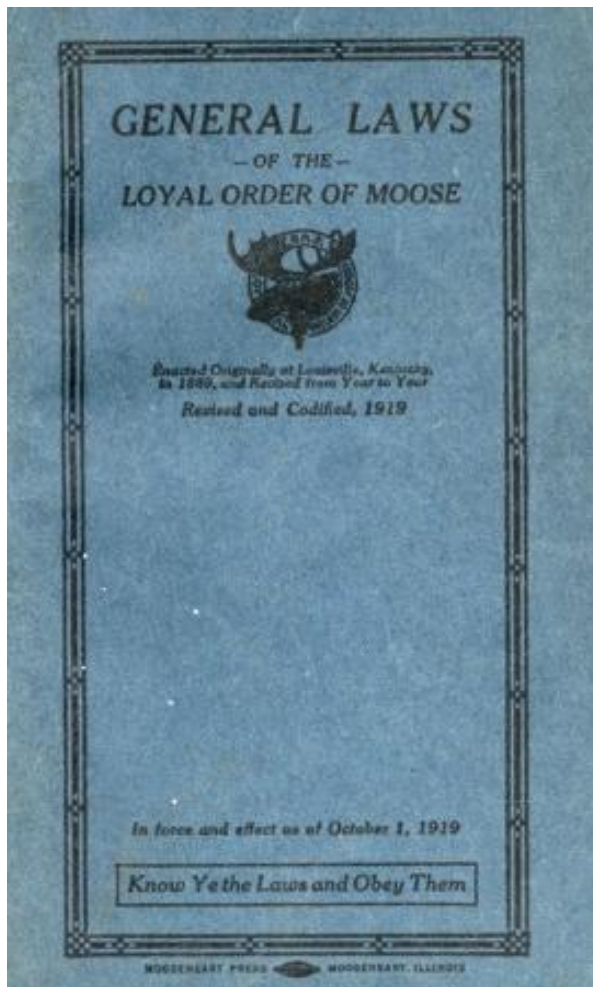 GENERAL LAWS
– OF THE –
LOYAL ORDER OF MOOSE
Enacted Originally at Louisville, Kentucky,
in 1889, and Revised from Year to Year
Revised and Codified, 1919
In force and effect as of October 1, 1919
Know Ye the Laws and Obey Them
MOOSEHEART PRESS MOOSEHEART, ILLINOIS